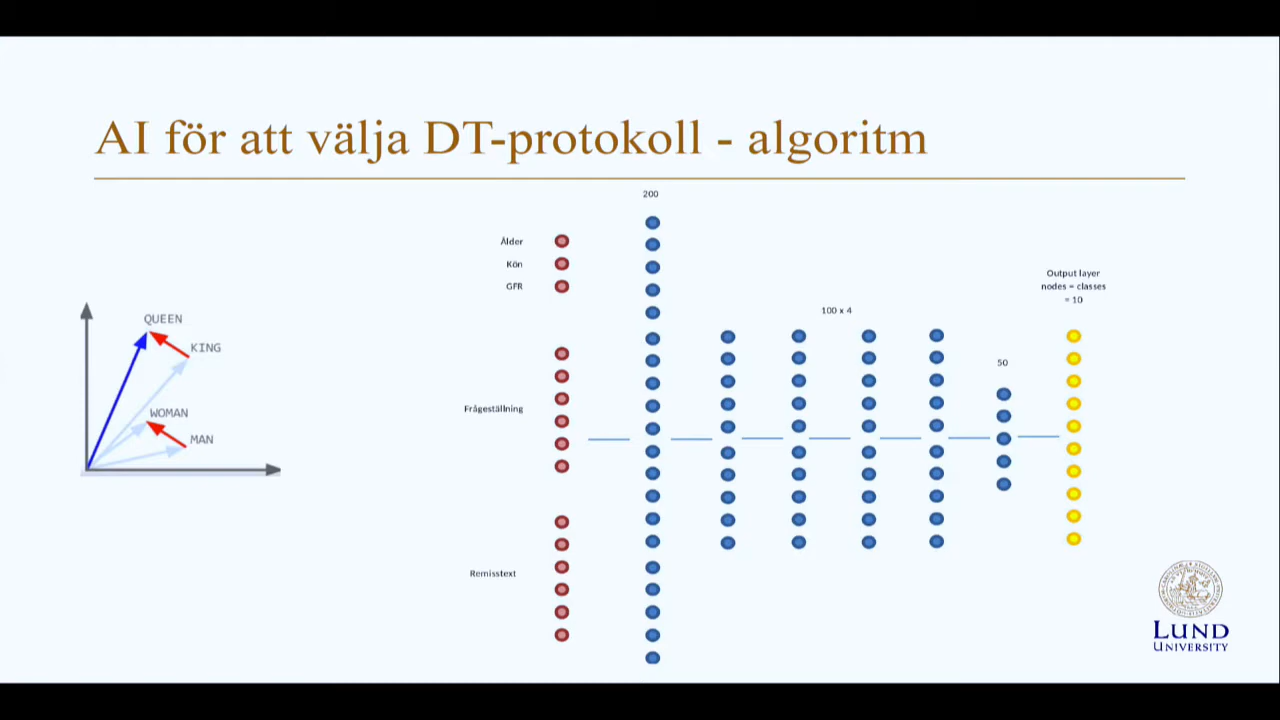 AI för att välja DT-protokoll - algoritm
200
Ålder
Kön
GFR
Output layer
nodes = classes
= 10
100 x 4
QUEEN
KING
50
WOMAN
MAN
Frågeställning
Remisstext
LUND
UNIVERSITY